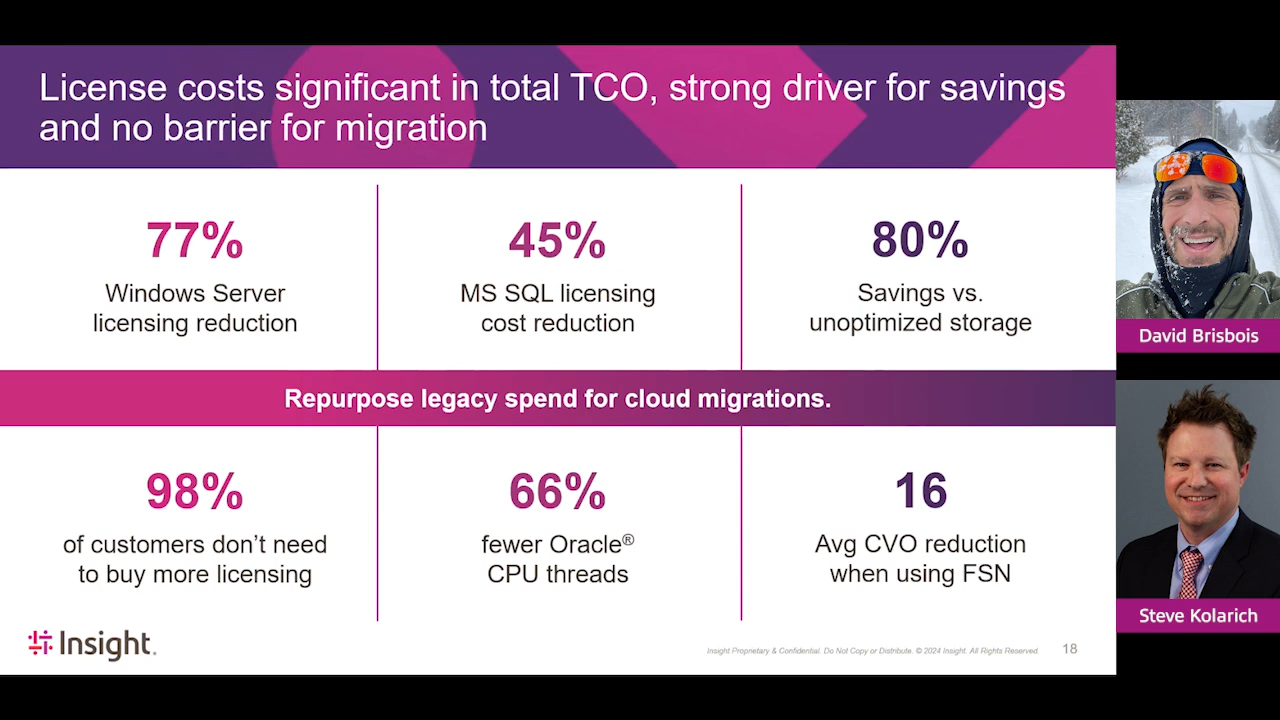 License costs significant in total TCO, strong driver for savings
and no barrier for migration
77%
Windows Server
licensing reduction
45%
MS SQL licensing
cost reduction
80%
Savings vs.
unoptimized storage
Repurpose legacy spend for cloud migrations.
98%
of customers don’t need
to buy more licensing
66%
fewer Oracle®
CPU threads
16
Avg CVO reduction
when using FSN
Insight.
Insight Proprietary & Confidential. Do Not Copy or Distribute. © 2024 Insight. All Rights Reserved
18
David Brisbois
Steve Kolarich